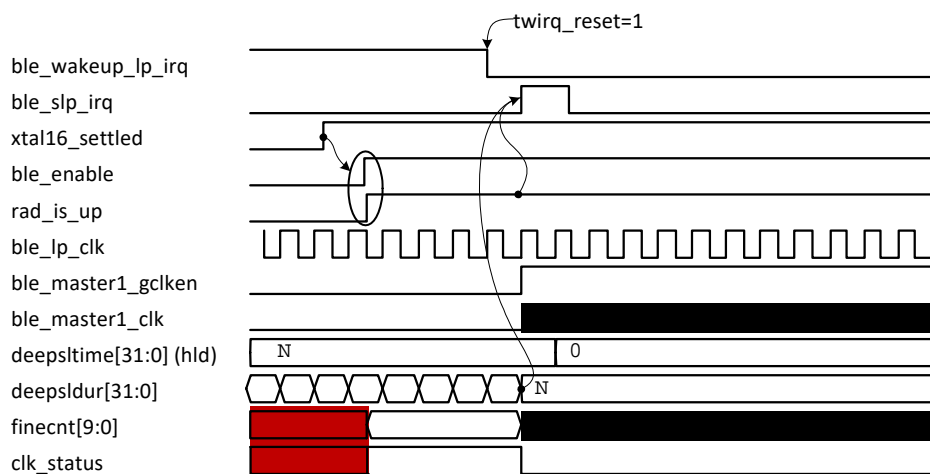 twirq_reset=1
ble_wakeup_lp_irq
ble_slp_irq
xtal16_settled
ble_enable
rad_is_up
ble_lp_clk
ble_master1_gclken
ble_master1_clk
deepsltime[31:0] (hld) N 0
deepsldur[31:0] N
finecnt[9:0]
clk_status